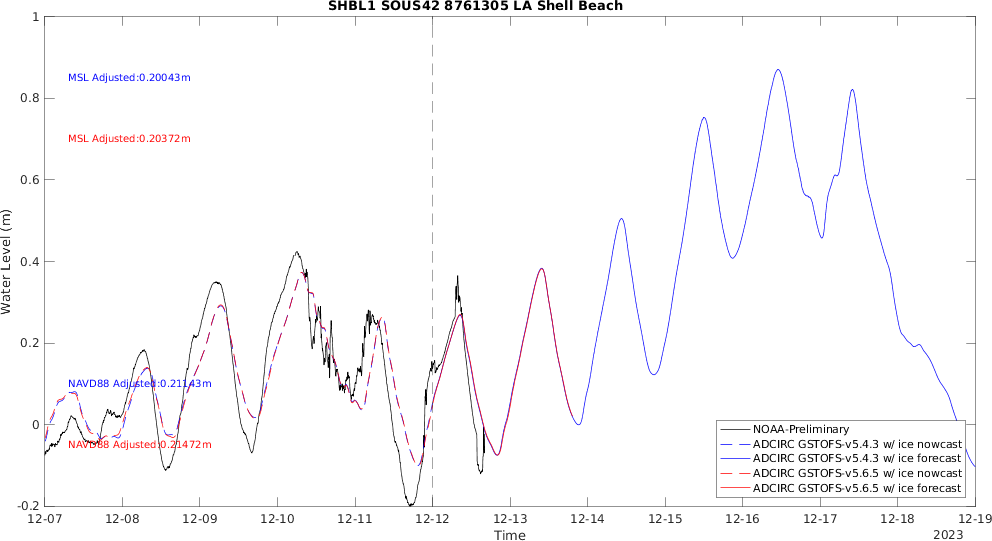 SHBL1 SOUS42 8761305 LA Shell Beach
Water Level (m)
1
0.8
0.6
0.4
0.2
0
-0.2
MSL Adjusted:0.20043m
MSL Adjusted:0.20372m
NAVD88 Adjusted:0.21143m
NAVD88 Adjusted:0.21472m
NOAA-Preliminary
ADCIRC GSTOFS-v5.4.3 w/ ice nowcast
ADCIRC GSTOFS-v5.4.3 w/ ice forecast
ADCIRC GSTOFS-v5.6.5 w/ ice nowcast
ADCIRC GSTOFS-v5.6.5 w/ ice forecast
12-07 12-08 12-09 12-10 12-11 12-12 12-13 12-14 12-15 12-16 12-17 12-18 12-19
Time
2023